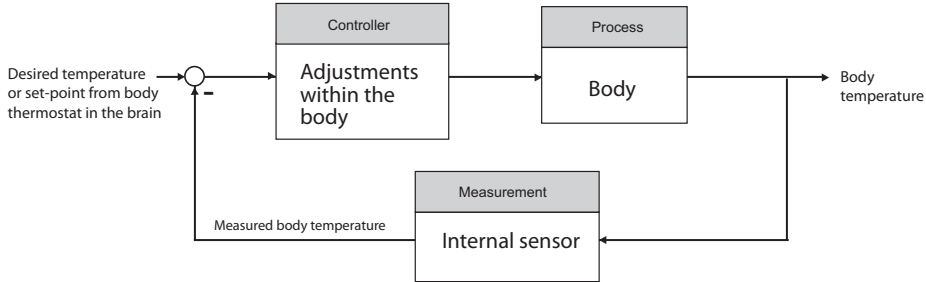 Controller
Process
Desired temperature
or set-point from body
thermostat in the brain
-
Adjustments
within the
body
Body
Body
temperature
Measurement
Measured body temperature
Internal sensor